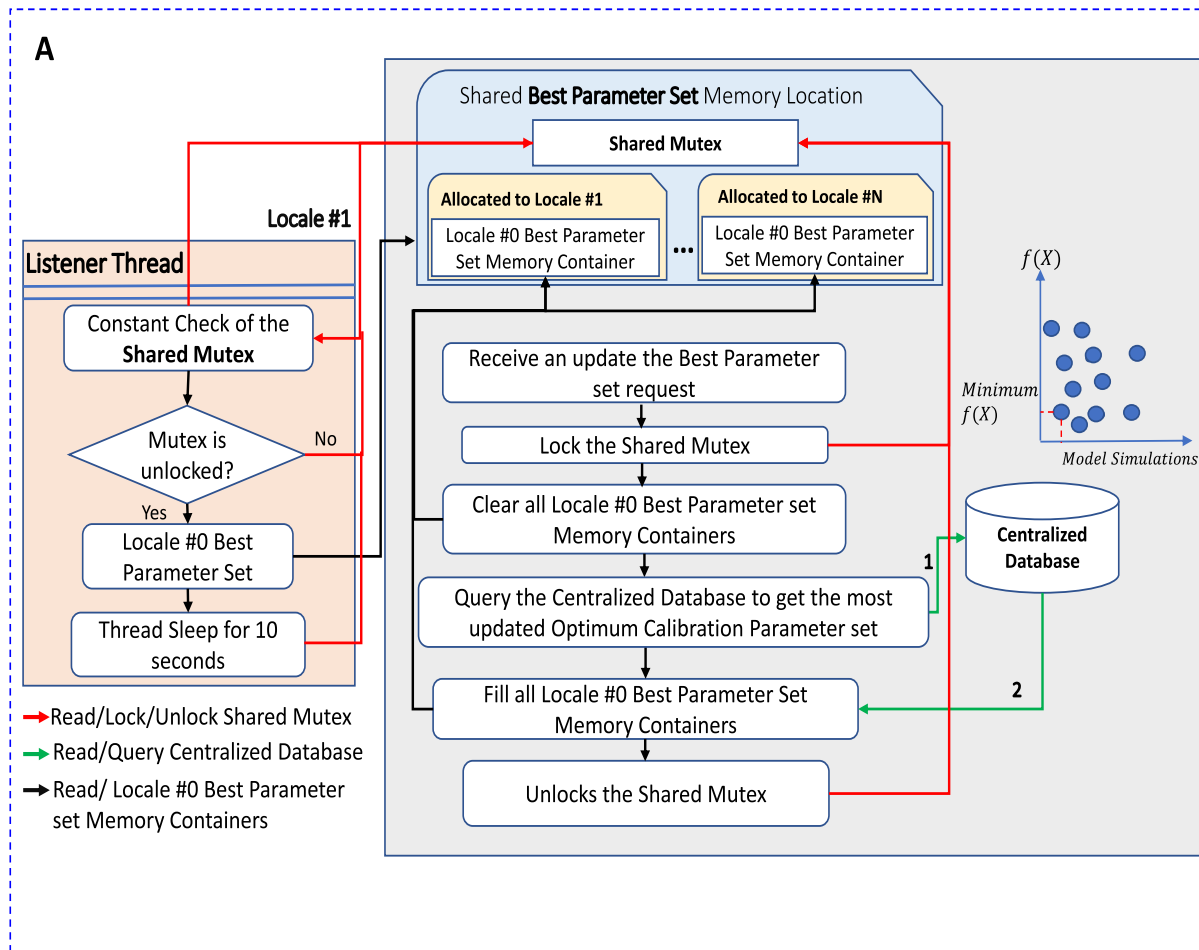 A
Shared Best Parameter Set Memory Location
Shared Mutex
Allocated to Locale #1
Locale #0 Best Parameter
Set Memory Container
...
Allocated to Locale #N
Locale #0 Best Parameter
Set Memory Container
Locale #1
Listener Thread
Constant Check of the
Shared Mutex
Mutex is
unlocked?
No
Yes
Locale #0 Best
Parameter Set
Thread Sleep for 10
seconds
Read/Lock/Unlock Shared Mutex
Read/Query Centralized Database
Read/ Locale #0 Best Parameter
set Memory Containers
Receive an update the Best Parameter
set request
Lock the Shared Mutex
Clear all Locale #0 Best Parameter set
Memory Containers
Query the Centralized Database to get the most
updated Optimum Calibration Parameter set
Fill all Locale #0 Best Parameter Set
Memory Containers
Unlocks the Shared Mutex
1
2
f(X)
Minimum
f(X)
Model Simulations
Centralized
Database